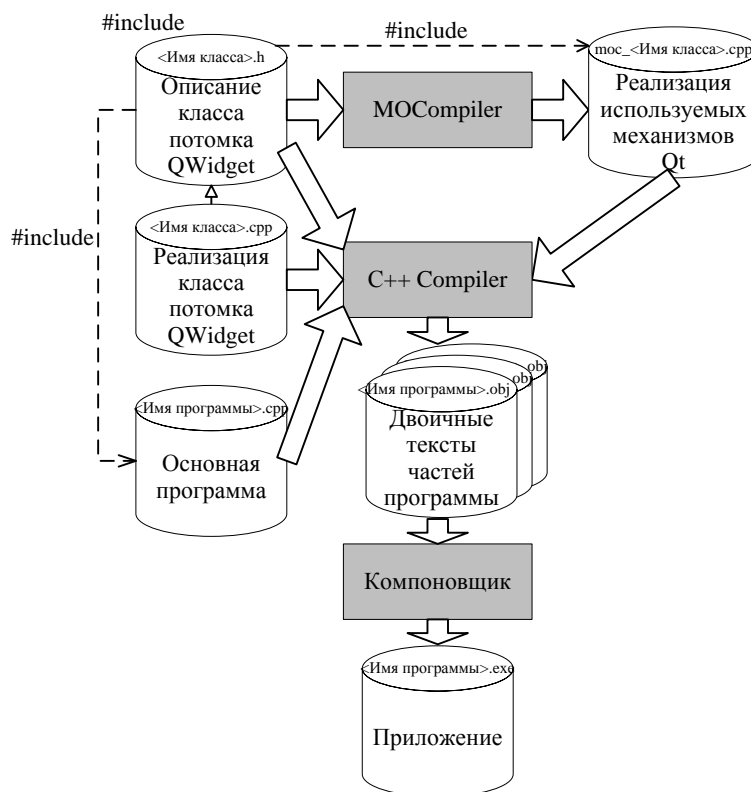 #include
#include
<Имя класса>.h
Описание
класса
потомка
QWidget
MOCompiler
moc_<Имя класса>.cpp
Реализация
используемых
механизмов
Qt
#include
<Имя класса>.cpp
Реализация
класса
потомка
QWidget
C++ Compiler
<Имя программы>.cpp
Основная
программа
obj
obj
<Имя программы>.obj
Двоичные
тексты
частей
программы
Компоновщик
<Имя программы>.exe
Приложение